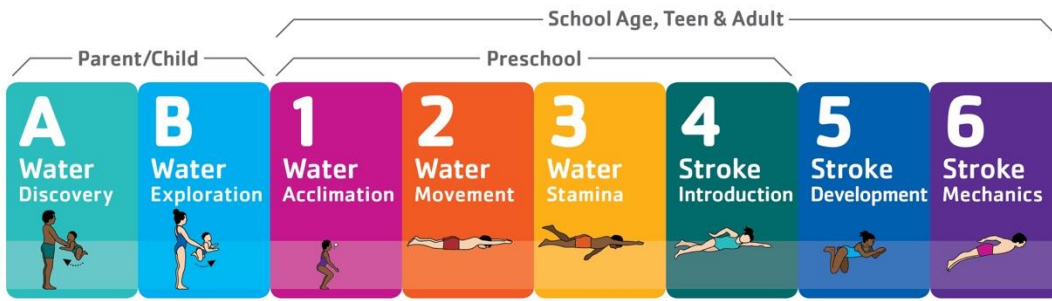 School Age, Teen & Adult
Parent/Child
Preschool
A
Water
Discovery
B
Water
Exploration
1
Water
Acclimation
2
Water
Movement
3
Water
Stamina
4
Stroke
Introduction
5
Stroke
Development
6
Stroke
Mechanics